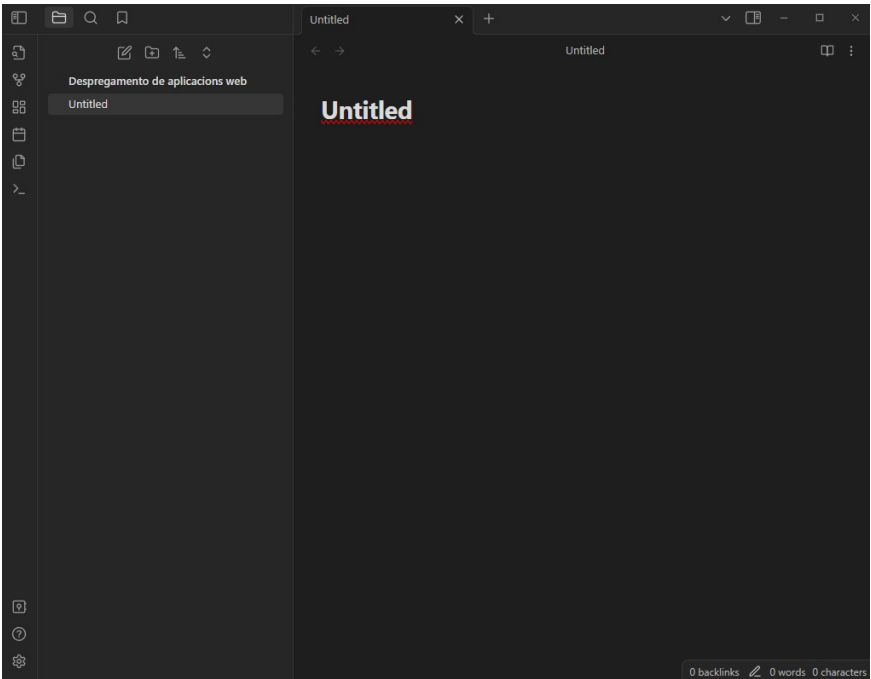 Untitled
Untitled
Despregamento de aplicacions web
Untitled
Untitled
0 backlinks 0 words 0 characters